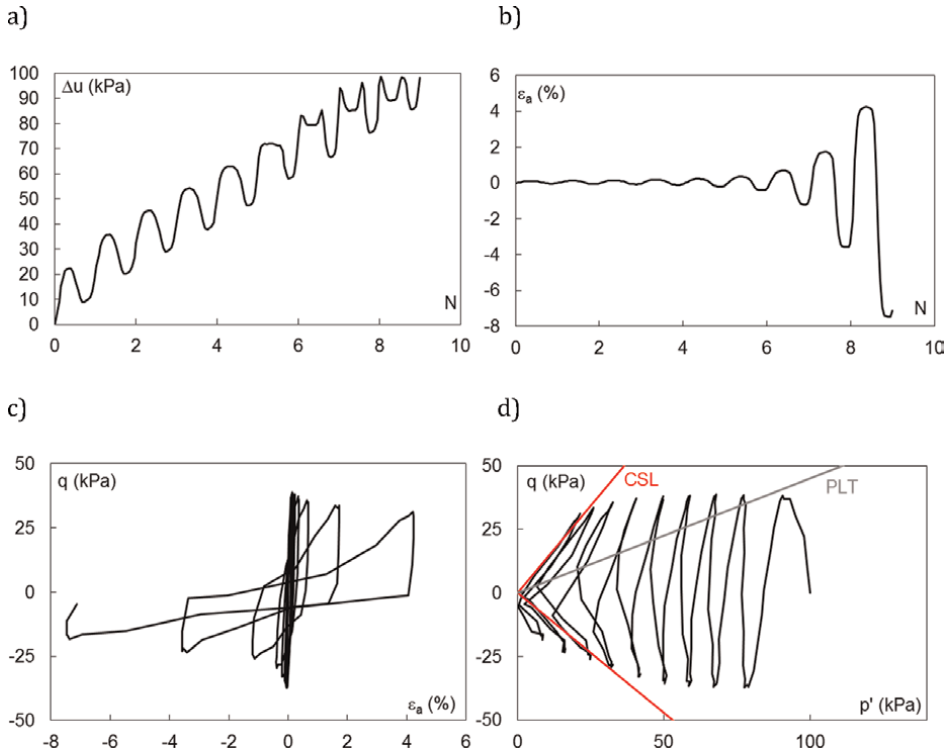 a)
Δu (kPa)
100
90
80
70
60
50
40
30
20
10
0
0 2 4 6 8 10
N
b)
εa (%)
6
4
2
0
-2
-4
-6
-8
0 2 4 6 8 10
N
c)
q (kPa)
50
25
0
-25
-50
-8 -6 -4 -2 0 2 4 6
εa (%)
d)
q (kPa)
CSL
PLT
50
25
0
-25
-50
p' (kPa)
0 50 100